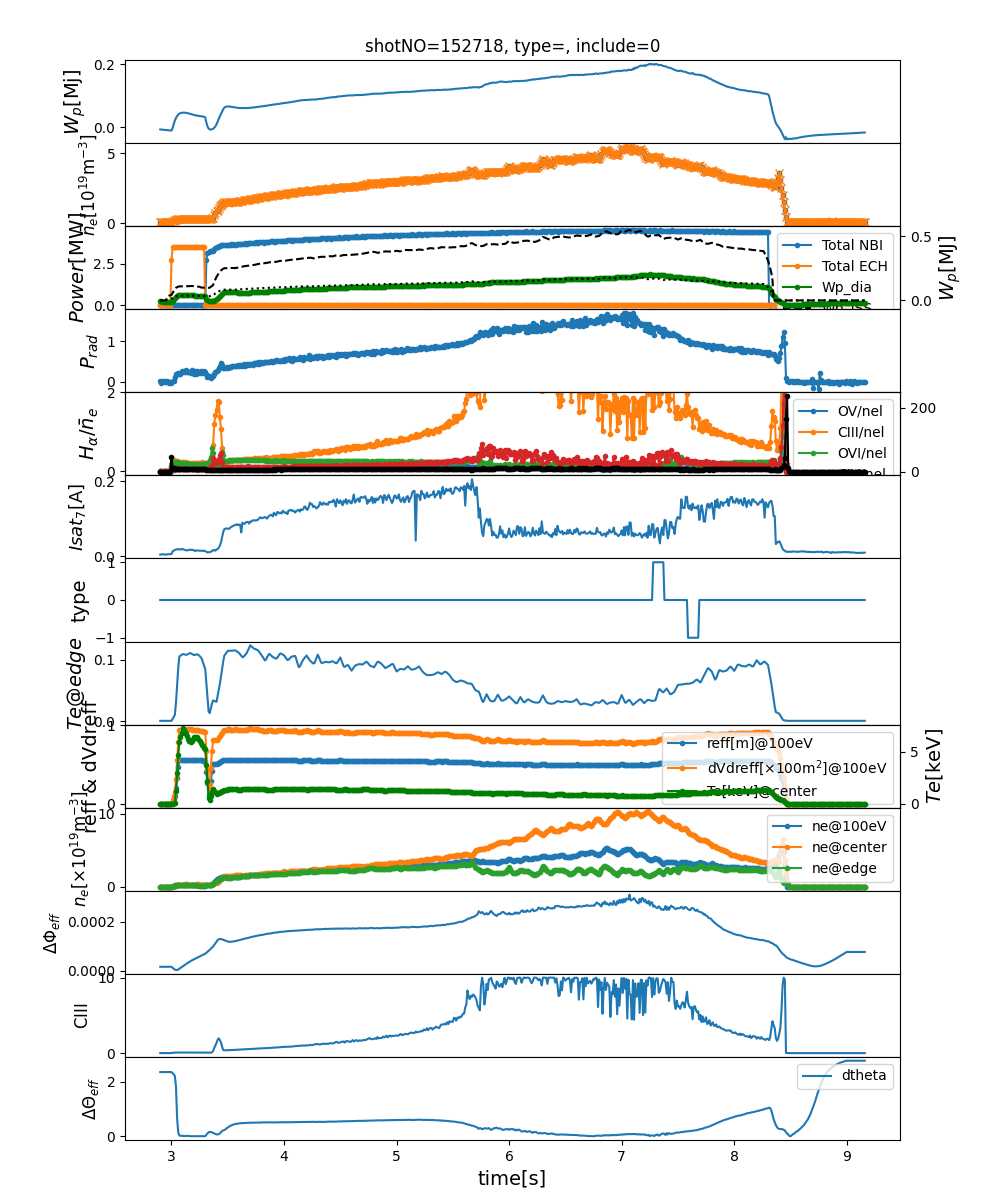 shotNO=152718, type=, include=0
W_p[Mj]
0.2
0.0
n_e[10^19 m^-3]
5
0
Power[MW]
2.5
0.0
Total NBI
Total ECH
Wp_dia
0.5
0.0
W_p[MJ]
P_rad
1
0
H_α/n̄_e
2
0
OV/nel
CIII/nel
OVI/nel
200
0
Isat_7[A]
0.2
0.0
type
1
0
−1
Te@edge
0.1
0.0
reff & dVdreff
1
0
reff[m]@100eV
dVdreff[×100m^2]@100eV
Te[keV]@center
5
0
Te[keV]
n_e[×10^19 m^-3]
10
0
ne@100eV
ne@center
ne@edge
ΔΦ_eff
0.0002
0.0000
CIII
10
0
ΔΘ_eff
2
0
dtheta
3 4 5 6 7 8 9
time[s]